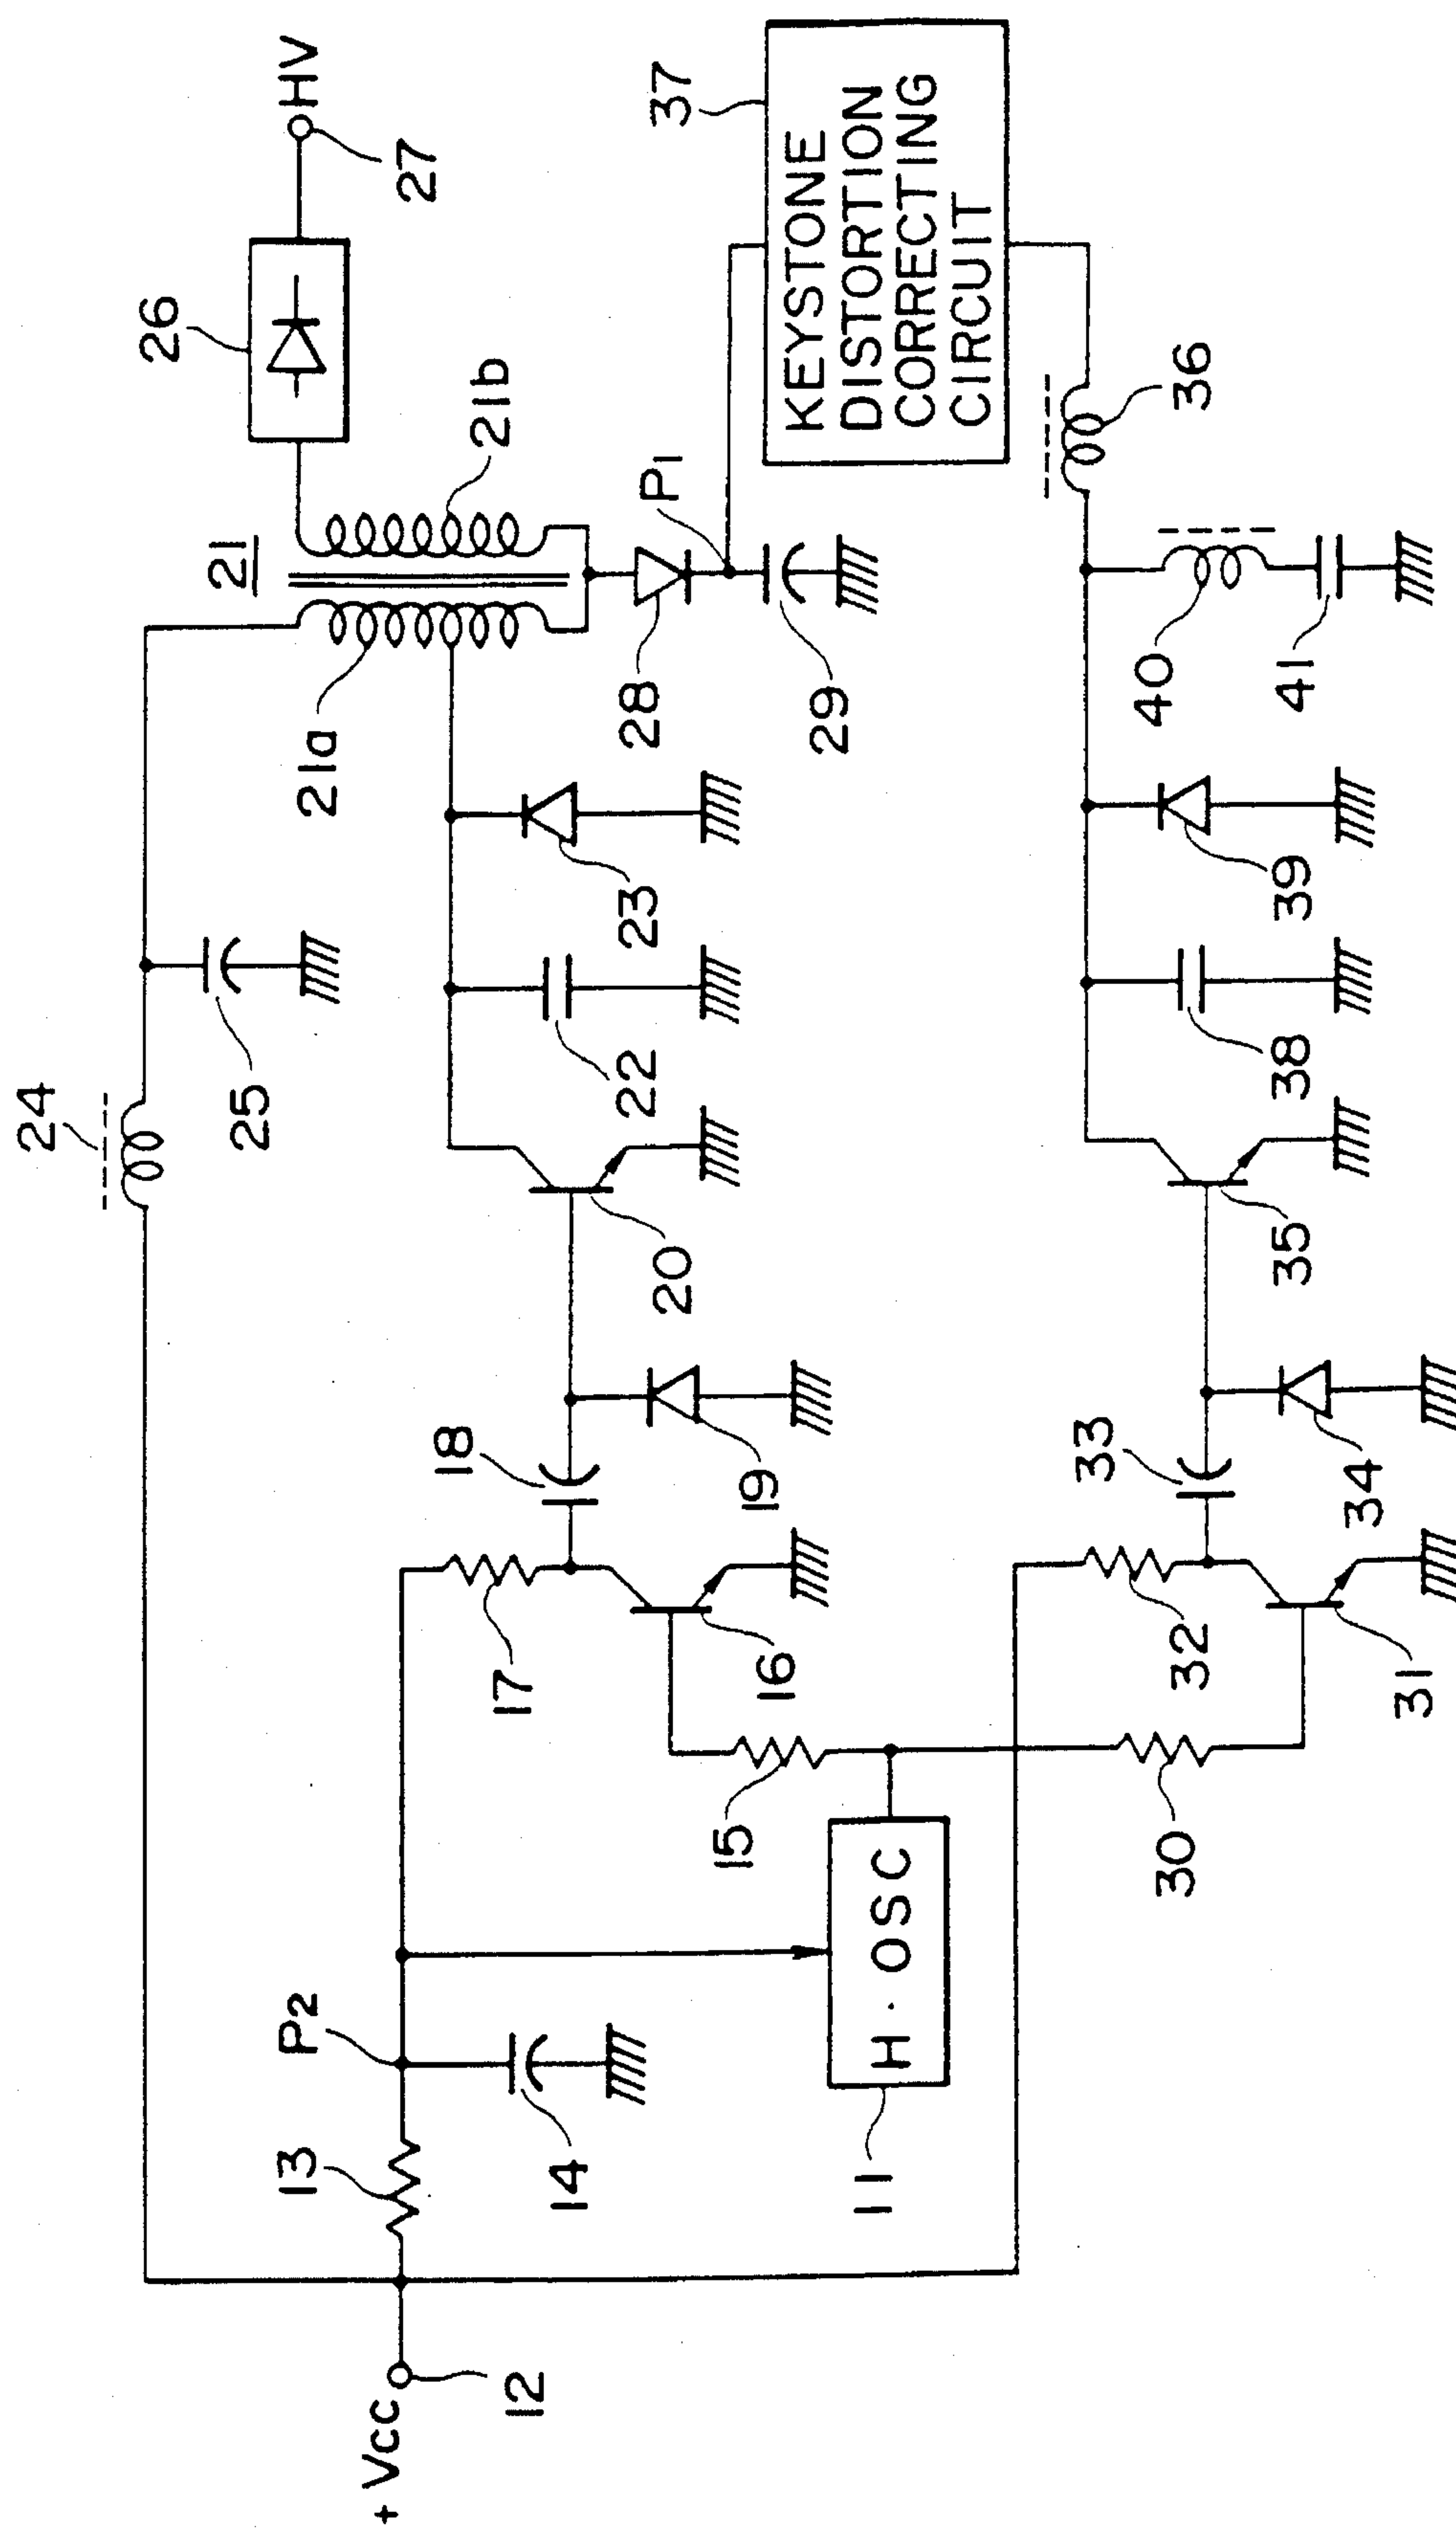 24
25
21
21a
21b
26
HV
27
22
23
28
P1
29
37
KEYSTONE
DISTORTION
CORRECTING
CIRCUIT
+ Vcc
12
13
P2
14
17
18
19
20
16
15
H · OSC
11
30
31
32
33
34
35
38
39
40
41
36